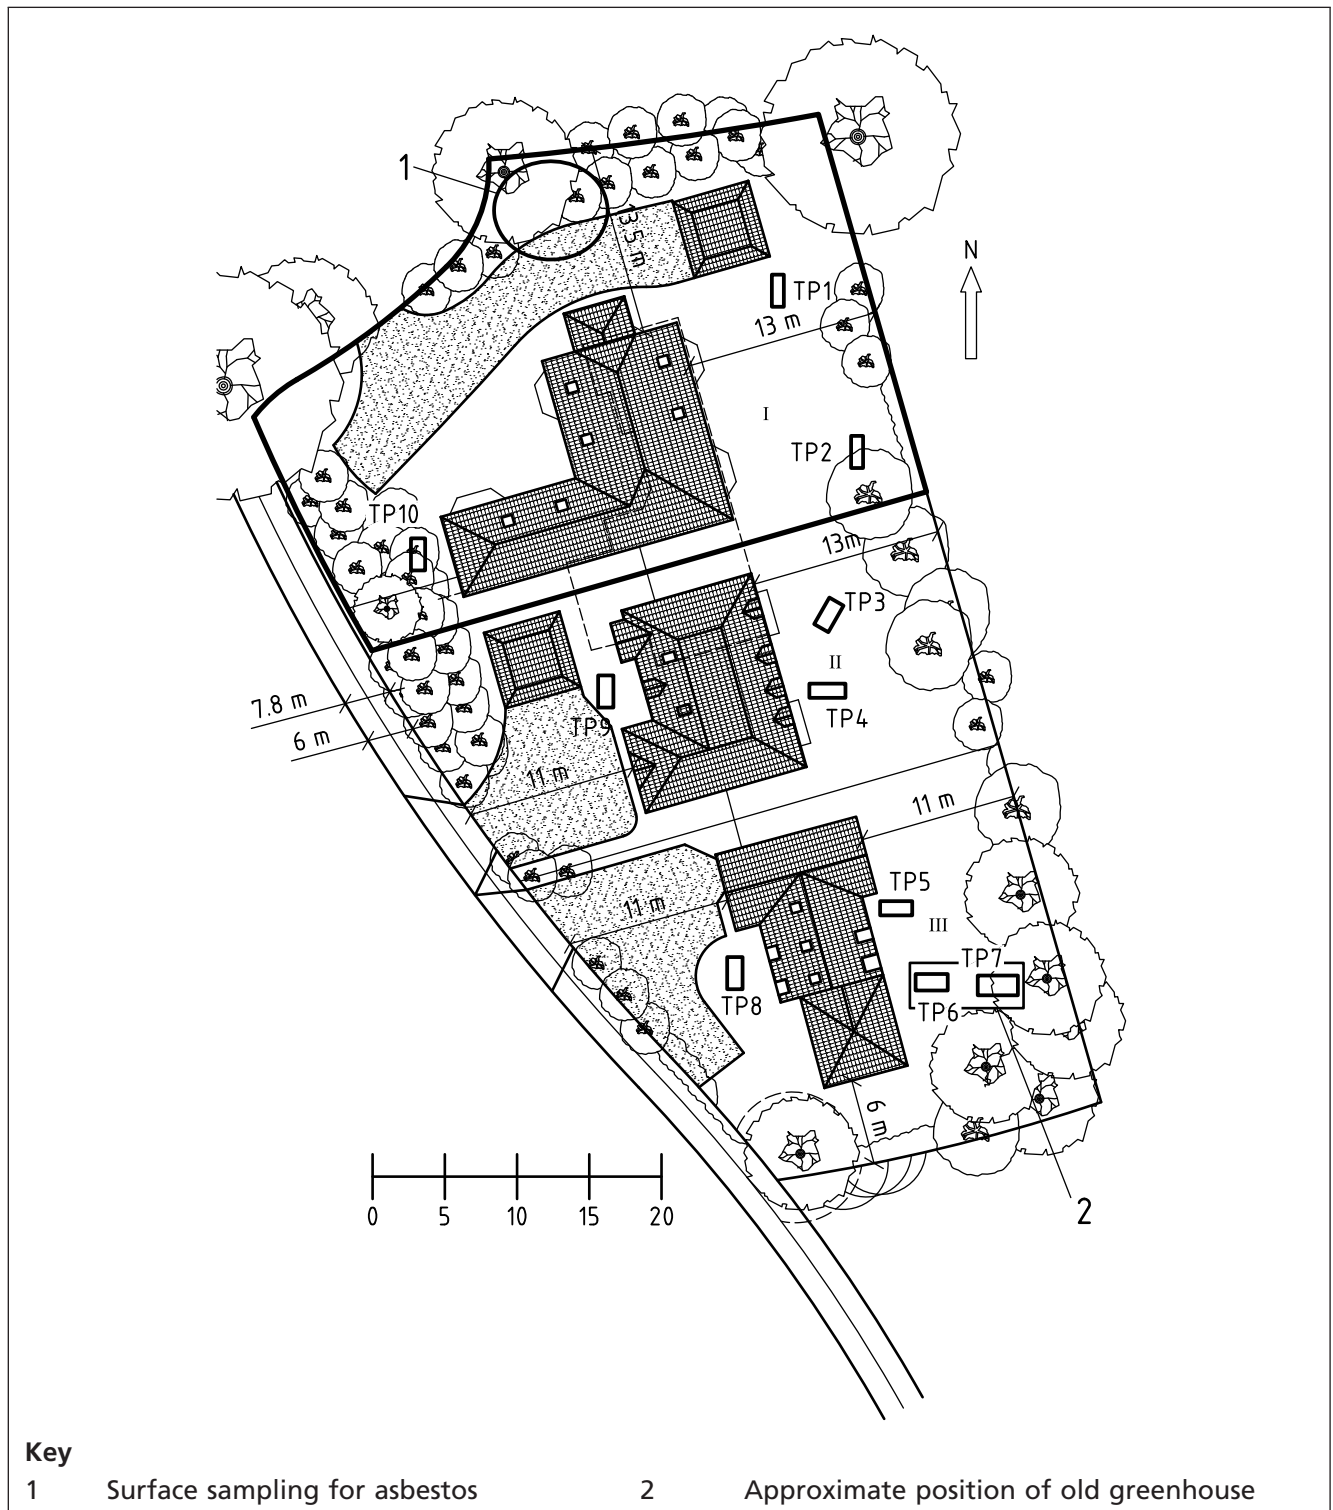 1
13.5 m
N
TP1
13 m
I
TP2
TP10
13m
TP3
II
7.8 m
TP4
6 m
TP9
11 m
11 m
TP5
11 m
III
TP7
TP8
TP6
6 m
0 5 10 15 20
2
Key
1 Surface sampling for asbestos 2 Approximate position of old greenhouse